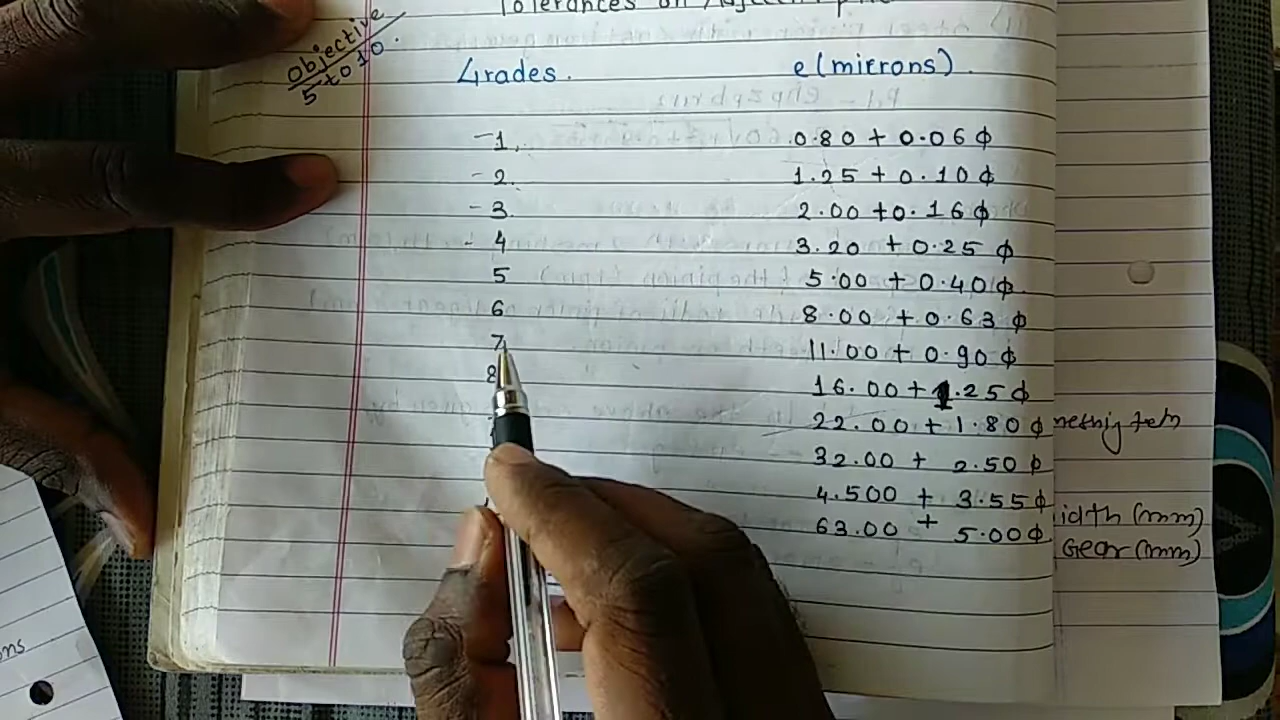 Tolerances on Adjacent pitch
Objective
5 to 10.
Grades. e(microns).
1. 0.80 + 0.06 ϕ
2. 1.25 + 0.10 ϕ
3. 2.00 + 0.16 ϕ
4 3.20 + 0.25 ϕ
5 5.00 + 0.40 ϕ
6 8.00 + 0.63 ϕ
7 11.00 + 0.90 ϕ
8 16.00 + 1.25 ϕ
22.00 + 1.80 ϕ
32.00 + 2.50 ϕ
4.500 + 3.55 ϕ
63.00 + 5.00 ϕ
idth (mm)
Gear (mm)
ons